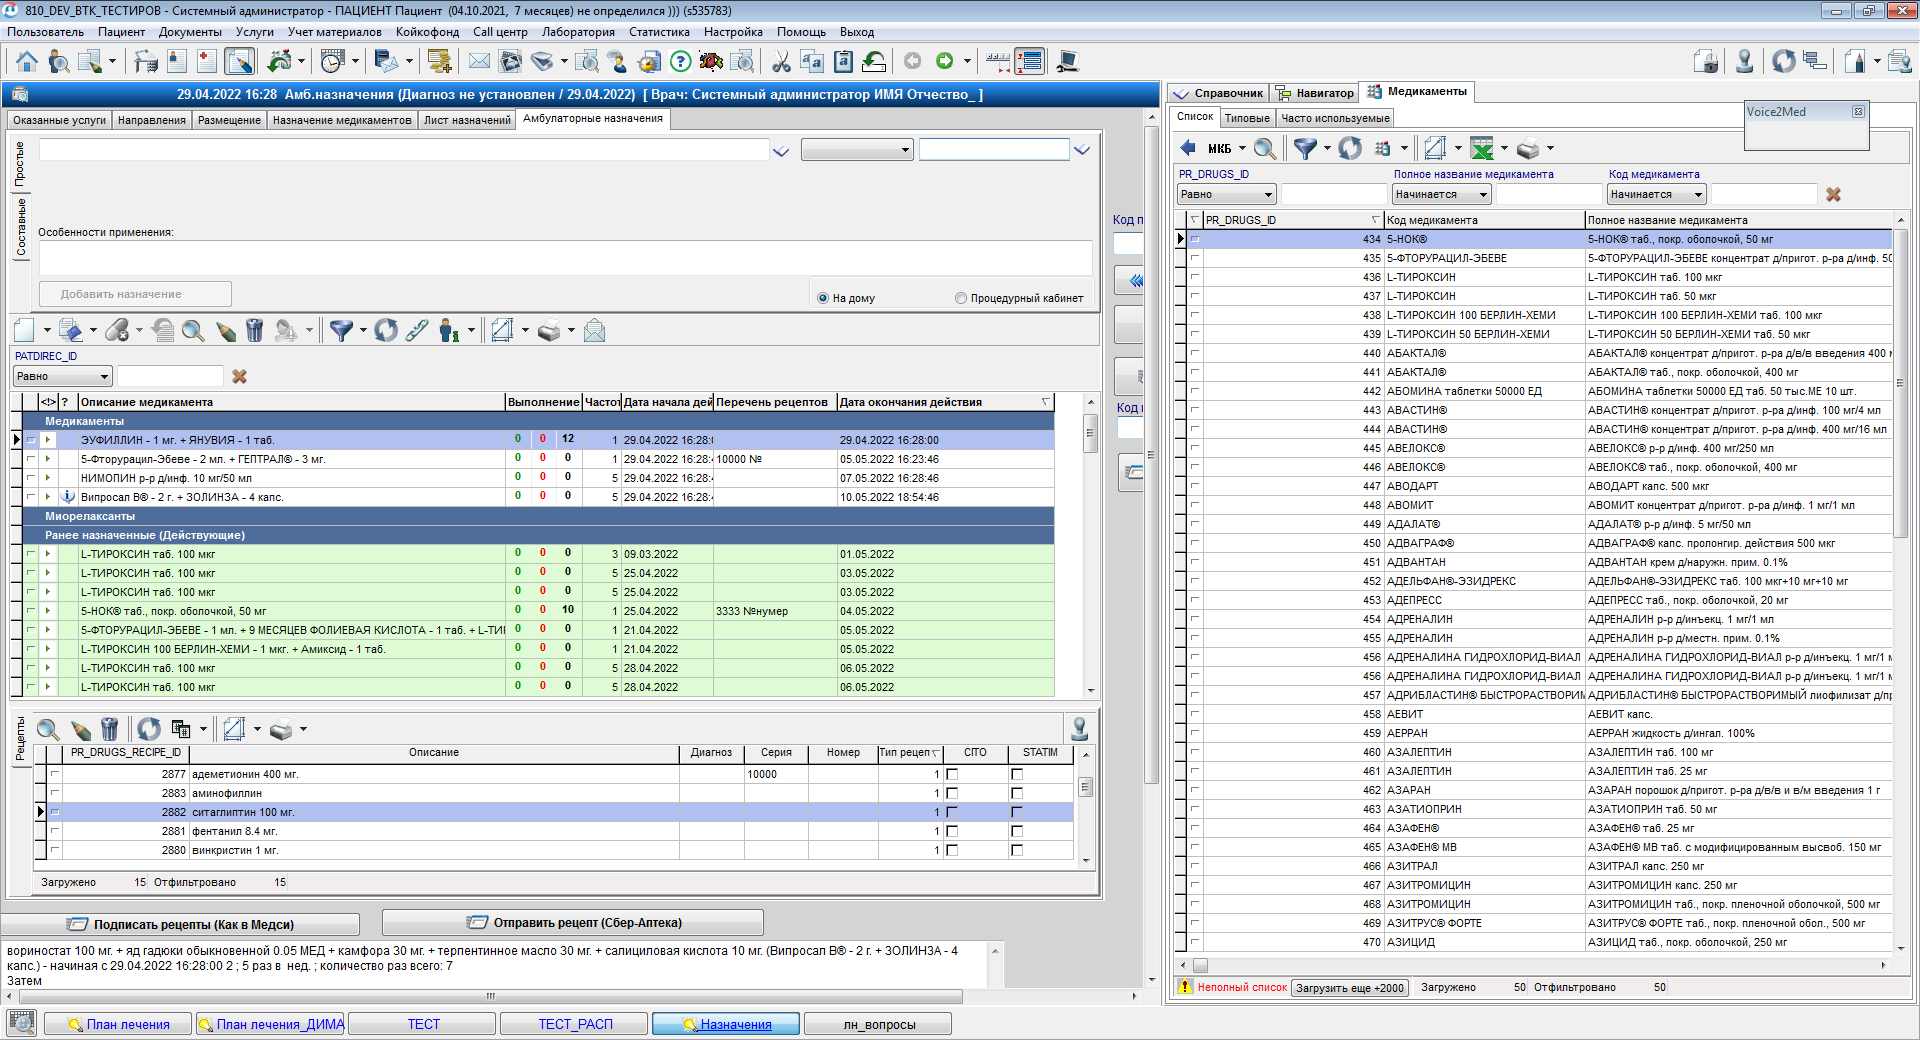 810_DEV_ВТК_ТЕСТИРОВ - Системный администратор - ПАЦИЕНТ Пациент (04.10.2021, 7 месяцев) не определился ))) (s535783)
Пользователь Пациент Документы Услуги Учет материалов Койкофонд Call центр Лаборатория Статистика Настройка Помощь Выход
29.04.2022 16:28 Амб.назначения (Диагноз не установлен / 29.04.2022) [ Врач: Системный администратор ИМЯ Отчество_ ]
Оказанные услуги Направления Размещение Назначение медикаментов Лист назначений Амбулаторные назначения
Простые
Составные
Особенности применения:
Добавить назначение
На дому Процедурный кабинет
PATDIREC_ID
Равно
<!> ? Описание медикамента Выполнение Частот Дата начала дей Перечень рецептов Дата окончания действия
Медикаменты
ЭУФИЛЛИН - 1 мг. + ЯНУВИЯ - 1 таб. 0 0 12 1 29.04.2022 16:28:0 29.04.2022 16:28:00
5-Фторурацил-Эбеве - 2 мл. + ГЕПТРАЛ® - 3 мг. 0 0 0 1 29.04.2022 16:28:4 10000 № 05.05.2022 16:23:46
НИМОПИН р-р д/инф. 10 мг/50 мл 0 0 0 5 29.04.2022 16:28:4 07.05.2022 16:28:46
Випросал В® - 2 г. + ЗОЛИНЗА - 4 капс. 0 0 0 5 29.04.2022 16:28:4 10.05.2022 18:54:46
Миорелаксанты
Ранее назначенные (Действующие)
L-ТИРОКСИН таб. 100 мкг 0 0 0 3 09.03.2022 01.05.2022
L-ТИРОКСИН таб. 100 мкг 0 0 0 5 25.04.2022 03.05.2022
L-ТИРОКСИН таб. 100 мкг 0 0 0 5 25.04.2022 03.05.2022
5-НОК® таб., покр. оболочкой, 50 мг 0 0 10 1 25.04.2022 3333 №нумер 04.05.2022
5-ФТОРУРАЦИЛ-ЭБЕВЕ - 1 мл. + 9 МЕСЯЦЕВ ФОЛИЕВАЯ КИСЛОТА - 1 таб. + L-ТИ 0 0 0 1 21.04.2022 05.05.2022
L-ТИРОКСИН 100 БЕРЛИН-ХЕМИ - 1 мкг. + Амиксид - 1 таб. 0 0 0 1 21.04.2022 05.05.2022
L-ТИРОКСИН таб. 100 мкг 0 0 0 5 28.04.2022 06.05.2022
L-ТИРОКСИН таб. 100 мкг 0 0 0 5 28.04.2022 06.05.2022
Рецепты
PR_DRUGS_RECIPE_ID Описание Диагноз Серия Номер Тип рецеп CITO STATIM
2877 адеметионин 400 мг. 10000 1
2883 аминофиллин 1
2882 ситаглиптин 100 мг. 1
2881 фентанил 8.4 мг. 1
2880 винкристин 1 мг. 1
Загружено 15 Отфильтровано 15
Подписать рецепты (Как в Медси) Отправить рецепт (Сбер-Аптека)
вориностат 100 мг. + яд гадюки обыкновенной 0.05 МЕД + камфора 30 мг. + терпентинное масло 30 мг. + салициловая кислота 10 мг. (Випросал В® - 2 г. + ЗОЛИНЗА - 4
капс.) - начиная с 29.04.2022 16:28:00 2 ; 5 раз в нед. ; количество раз всего: 7
Затем
План лечения План лечения_ДИМА ТЕСТ ТЕСТ_РАСП Назначения лн_вопросы
Код п
Код
Справочник Навигатор Медикаменты
Список Типовые Часто используемые
Voice2Med
МКБ
PR_DRUGS_ID Полное название медикамента Код медикамента
Равно Начинается Начинается
PR_DRUGS_ID Код медикамента Полное название медикамента
434 5-НОК® 5-НОК® таб., покр. оболочкой, 50 мг
435 5-ФТОРУРАЦИЛ-ЭБЕВЕ 5-ФТОРУРАЦИЛ-ЭБЕВЕ концентрат д/пригот. р-ра д/инф. 50
436 L-ТИРОКСИН L-ТИРОКСИН таб. 100 мкг
437 L-ТИРОКСИН L-ТИРОКСИН таб. 50 мкг
438 L-ТИРОКСИН 100 БЕРЛИН-ХЕМИ L-ТИРОКСИН 100 БЕРЛИН-ХЕМИ таб. 100 мкг
439 L-ТИРОКСИН 50 БЕРЛИН-ХЕМИ L-ТИРОКСИН 50 БЕРЛИН-ХЕМИ таб. 50 мкг
440 АБАКТАЛ® АБАКТАЛ® концентрат д/пригот. р-ра д/в/в введения 400 м
441 АБАКТАЛ® АБАКТАЛ® таб., покр. оболочкой, 400 мг
442 АБОМИНА таблетки 50000 ЕД АБОМИНА таблетки 50000 ЕД таб. 50 тыс.МЕ 10 шт.
443 АВАСТИН® АВАСТИН® концентрат д/пригот. р-ра д/инф. 100 мг/4 мл
444 АВАСТИН® АВАСТИН® концентрат д/пригот. р-ра д/инф. 400 мг/16 мл
445 АВЕЛОКС® АВЕЛОКС® р-р д/инф. 400 мг/250 мл
446 АВЕЛОКС® АВЕЛОКС® таб., покр. оболочкой, 400 мг
447 АВОДАРТ АВОДАРТ капс. 500 мкг
448 АВОМИТ АВОМИТ концентрат д/пригот. р-ра д/инф. 1 мг/1 мл
449 АДАЛАТ® АДАЛАТ® р-р д/инф. 5 мг/50 мл
450 АДВАГРАФ® АДВАГРАФ® капс. пролонгир. действия 500 мкг
451 АДВАНТАН АДВАНТАН крем д/наружн. прим. 0.1%
452 АДЕЛЬФАН®-ЭЗИДРЕКС АДЕЛЬФАН®-ЭЗИДРЕКС таб. 100 мкг+10 мг+10 мг
453 АДЕПРЕСС АДЕПРЕСС таб., покр. оболочкой, 20 мг
454 АДРЕНАЛИН АДРЕНАЛИН р-р д/инъекц. 1 мг/1 мл
455 АДРЕНАЛИН АДРЕНАЛИН р-р д/местн. прим. 0.1%
456 АДРЕНАЛИНА ГИДРОХЛОРИД-ВИАЛ АДРЕНАЛИНА ГИДРОХЛОРИД-ВИАЛ р-р д/инъекц. 1 мг/1 м
456 АДРЕНАЛИНА ГИДРОХЛОРИД-ВИАЛ АДРЕНАЛИНА ГИДРОХЛОРИД-ВИАЛ р-р д/инъекц. 1 мг/1 м
457 АДРИБЛАСТИН® БЫСТРОРАСТВОРИМ АДРИБЛАСТИН® БЫСТРОРАСТВОРИМЫЙ лиофилизат д/пр
458 АЕВИТ АЕВИТ капс.
459 АЕРРАН АЕРРАН жидкость д/ингал. 100%
460 АЗАЛЕПТИН АЗАЛЕПТИН таб. 100 мг
461 АЗАЛЕПТИН АЗАЛЕПТИН таб. 25 мг
462 АЗАРАН АЗАРАН порошок д/пригот. р-ра д/в/в и в/м введения 1 г
463 АЗАТИОПРИН АЗАТИОПРИН таб. 50 мг
464 АЗАФЕН® АЗАФЕН® таб. 25 мг
465 АЗАФЕН® МВ АЗАФЕН® МВ таб. с модифицированным высвоб. 150 мг
466 АЗИТРАЛ АЗИТРАЛ капс. 250 мг
467 АЗИТРОМИЦИН АЗИТРОМИЦИН капс. 250 мг
468 АЗИТРОМИЦИН АЗИТРОМИЦИН таб., покр. пленочной оболочкой, 500 мг
469 АЗИТРУС® ФОРТЕ АЗИТРУС® ФОРТЕ таб., покр. пленочной обол., 500 мг
470 АЗИЦИД АЗИЦИД таб., покр. оболочкой, 250 мг
Неполный список Загрузить еще +2000 Загружено 50 Отфильтровано 50